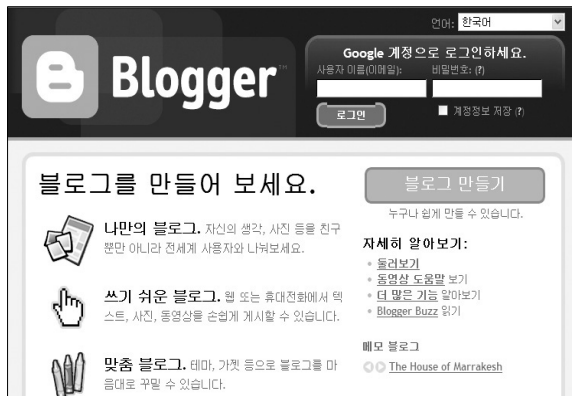 언어: 한국어
Blogger™
Google 계정으로 로그인하세요.
사용자 이름(이메일): 비밀번호: (?)
로그인
계정정보 저장 (?)
블로그를 만들어 보세요.
나만의 블로그. 자신의 생각, 사진 등을 친구
뿐만 아니라 전세계 사용자와 나눠보세요.
쓰기 쉬운 블로그. 웹 또는 휴대전화에서 텍
스트, 사진, 동영상을 손쉽게 게시할 수 있습니다.
맞춤 블로그. 테마, 가젯 등으로 블로그를 마
음대로 꾸밀 수 있습니다.
블로그 만들기
누구나 쉽게 만들 수 있습니다.
자세히 알아보기:
둘러보기
동영상 도움말 보기
더 많은 기능 알아보기
Blogger Buzz 읽기
메모 블로그
The House of Marrakesh